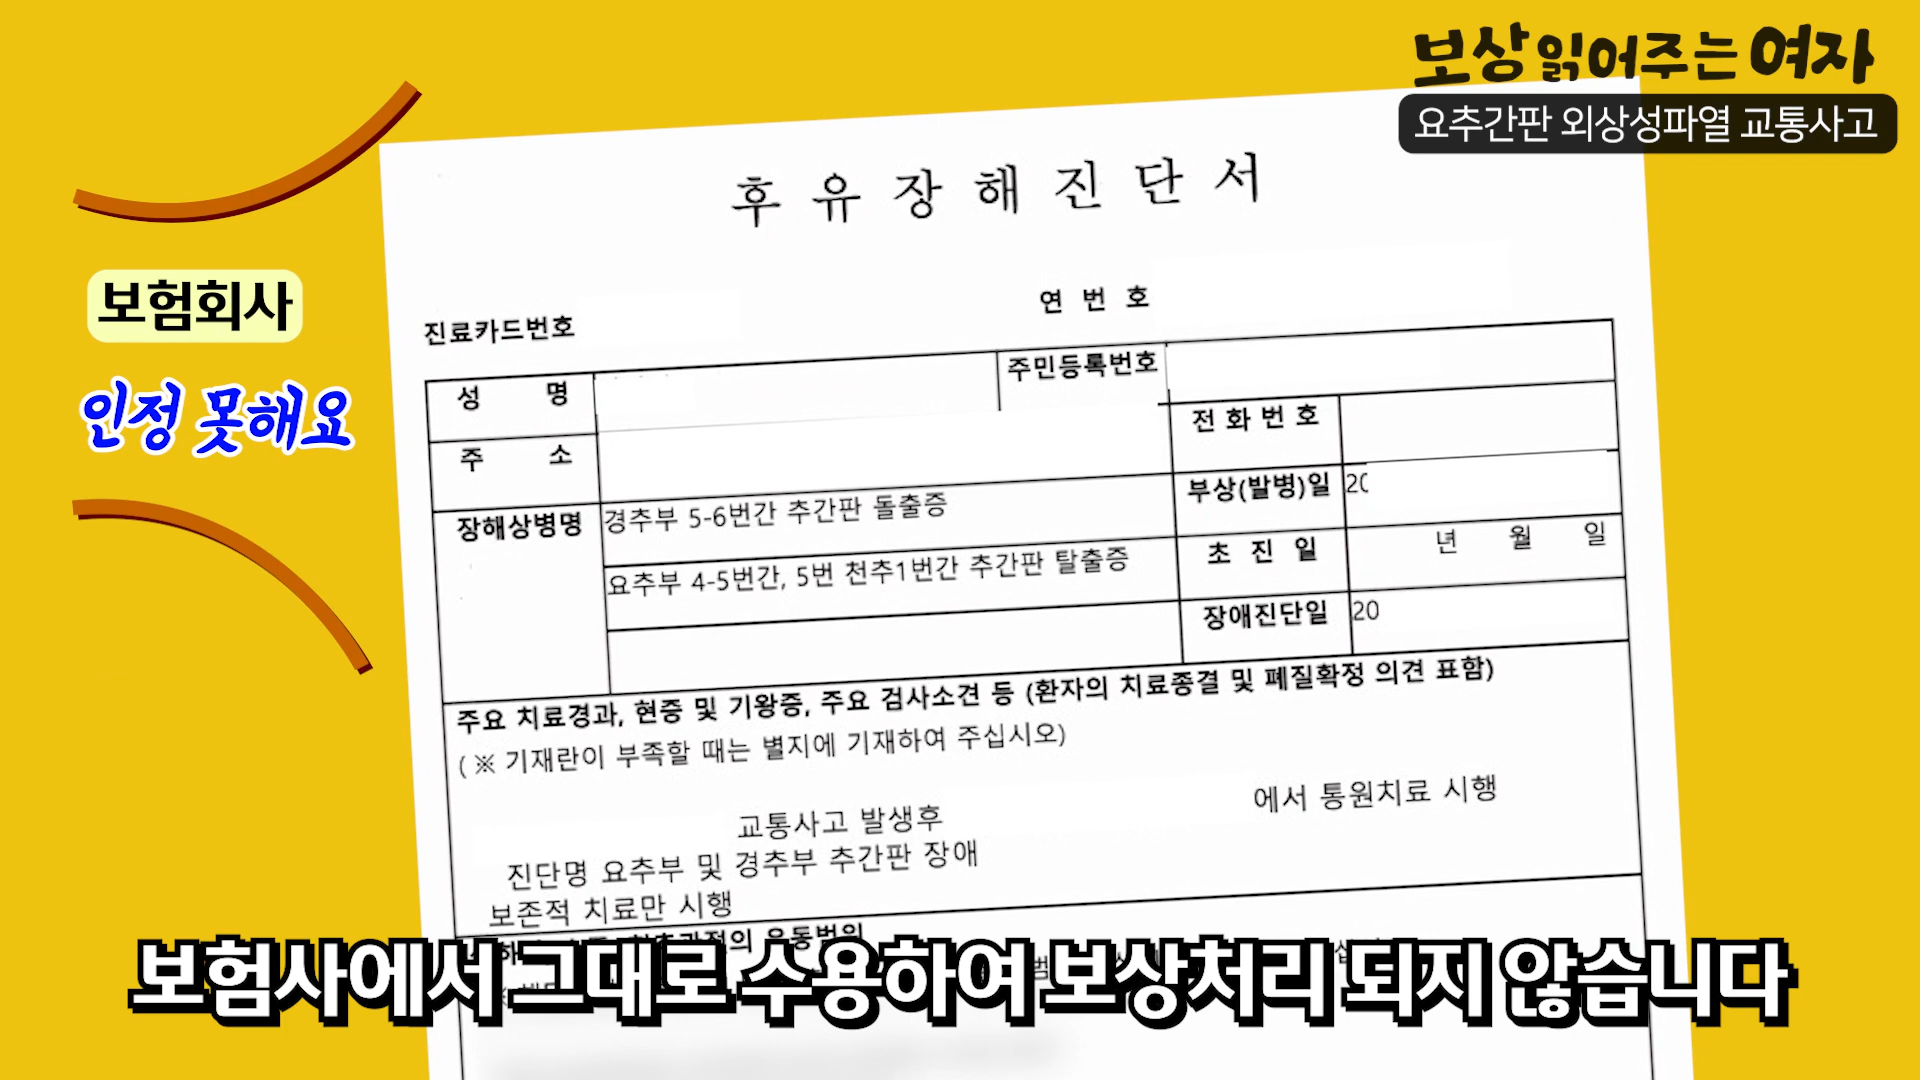 보상 읽어주는 여자
요추간판 외상성파열 교통사고
보험회사
인정 못해요
후유장해진단서
연 번 호
진료카드번호
성 명
주민등록번호
주 소
전 화 번 호
장해상병명
경추부 5-6번간 추간판 돌출증
부상(발병)일
20
요추부 4-5번간, 5번 천추1번간 추간판 탈출증
초 진 일
년 월 일
장애진단일
20
주요 치료경과, 현증 및 기왕증, 주요 검사소견 등 (환자의 치료종결 및 폐질확정 의견 표함)
( ※ 기재란이 부족할 때는 별지에 기재하여 주십시오)
교통사고 발생후
에서 통원치료 시행
진단명 요추부 및 경추부 추간판 장애
보존적 치료만 시행
운동범위
보험사에서 그대로 수용하여 보상처리 되지 않습니다